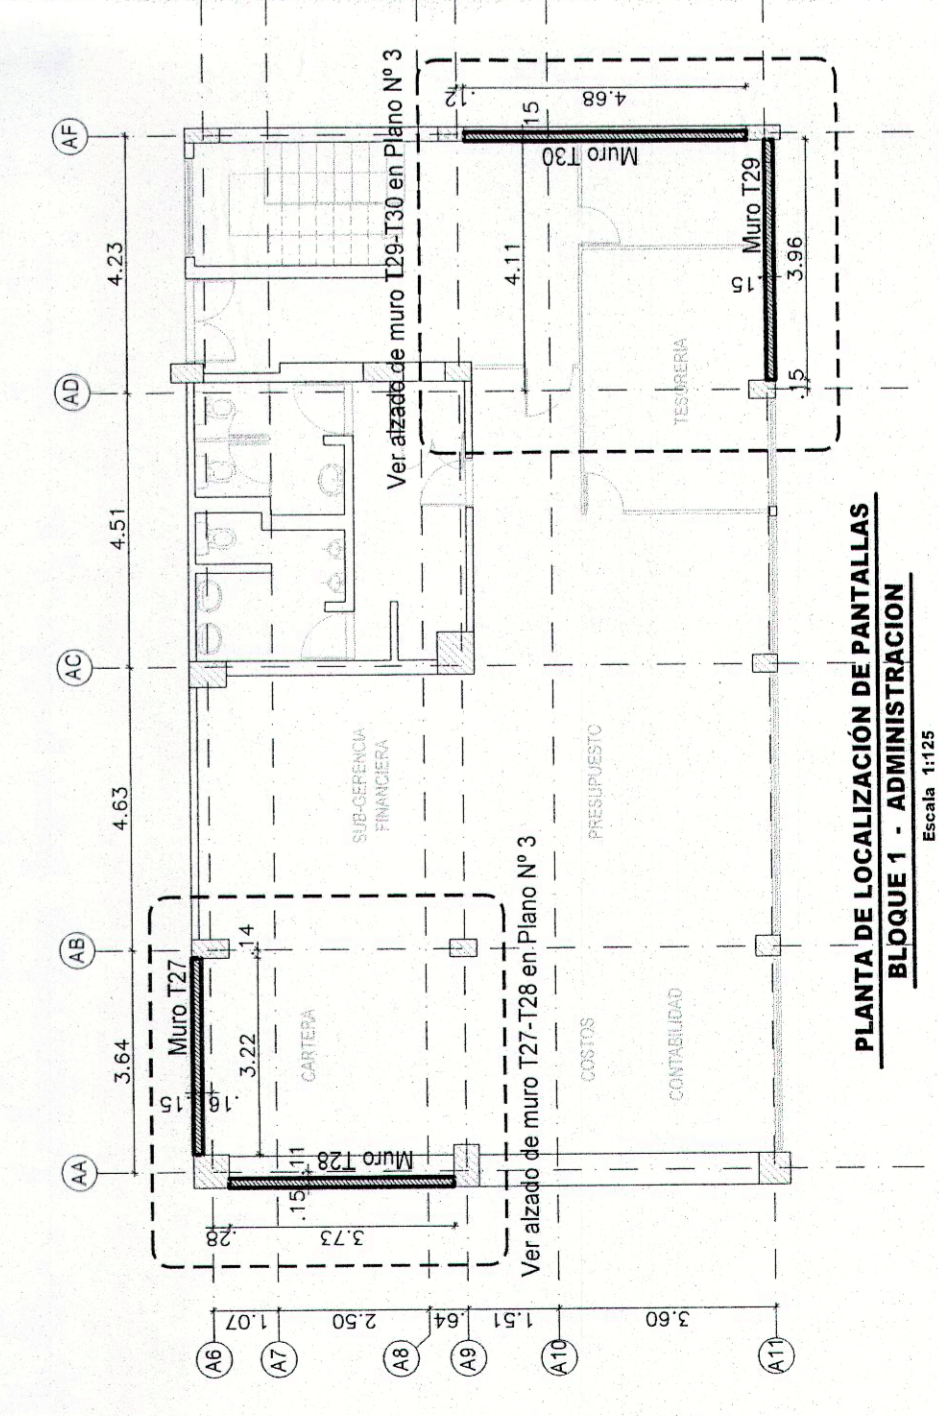 AF
AD
AC
AB
AA
4.23
4.51
4.63
3.64
Ver alzado de muro T29-T30 en Plano Nº 3
.12
4.68
15
Muro T30
4.11
Muro T29
15
3.96
.15
TESORERIA
SUB-GERENCIA
FINANCIERA
PRESUPUESTO
Muro T27
14
.15
.16
3.22
CARTERA
COSTOS
CONTABILIDAD
11
Muro T28
.15
.28
3.73
Ver alzado de muro T27-T28 en Plano Nº 3
1.07
2.50
.64
1.51
3.60
A6
A7
A8
A9
A10
A11
PLANTA DE LOCALIZACIÓN DE PANTALLAS
BLOQUE 1 - ADMINISTRACION
Escala 1:125